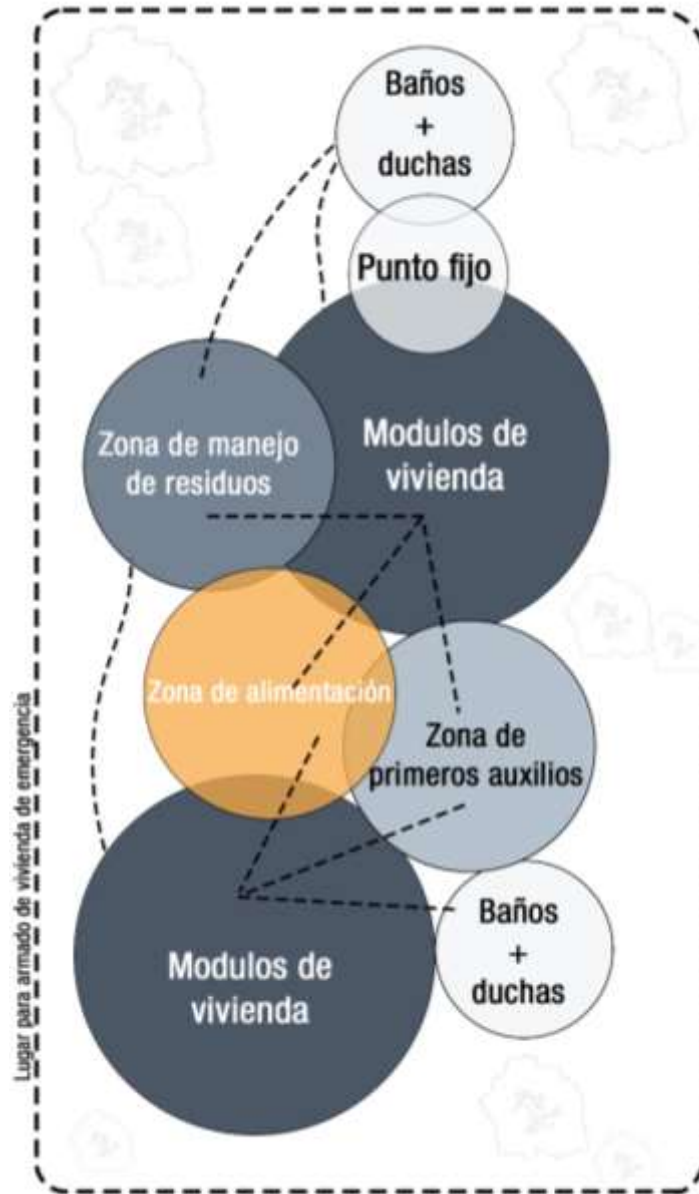 Baños
+
duchas
Punto fijo
Modulos de
vivienda
Zona de manejo
de residuos
Zona de alimentación
Zona de
primeros auxilios
Baños
+
duchas
Modulos de
vivienda
Lugar para armado de vivienda de emergencia